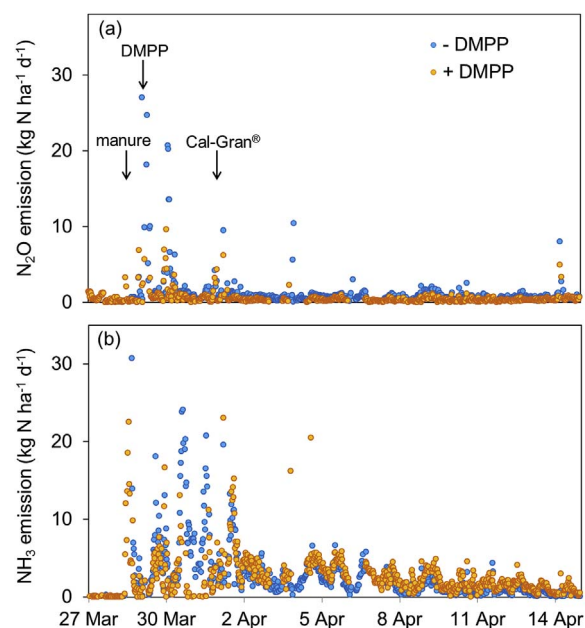 (a)
DMPP
- DMPP
+ DMPP
manure
Cal-Gran®
N₂O emission (kg N ha⁻¹ d⁻¹)
30
20
10
0
(b)
NH₃ emission (kg N ha⁻¹ d⁻¹)
30
20
10
0
27 Mar 30 Mar 2 Apr 5 Apr 8 Apr 11 Apr 14 Apr